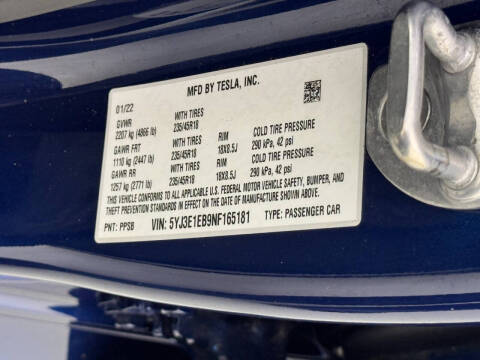 MFD BY TESLA, INC.
01/22
GVWR WITH TIRES
2207 kg (4866 lb) 235/45R18 RIM COLD TIRE PRESSURE
GAWR FRT WITH TIRES 18X8.5J 290 kPa, 42 psi
1110 kg (2447 lb) 235/45R18 RIM COLD TIRE PRESSURE
GAWR RR WITH TIRES 18X8.5J 290 kPa, 42 psi
1257 kg (2771 lb) 235/45R18
THIS VEHICLE CONFORMS TO ALL APPLICABLE U.S. FEDERAL MOTOR VEHICLE SAFETY, BUMPER, AND
THEFT PREVENTION STANDARDS IN EFFECT ON THE DATE OF MANUFACTURE SHOWN ABOVE.
PNT: PPSB VIN: 5YJ3E1EB9NF165181 TYPE: PASSENGER CAR